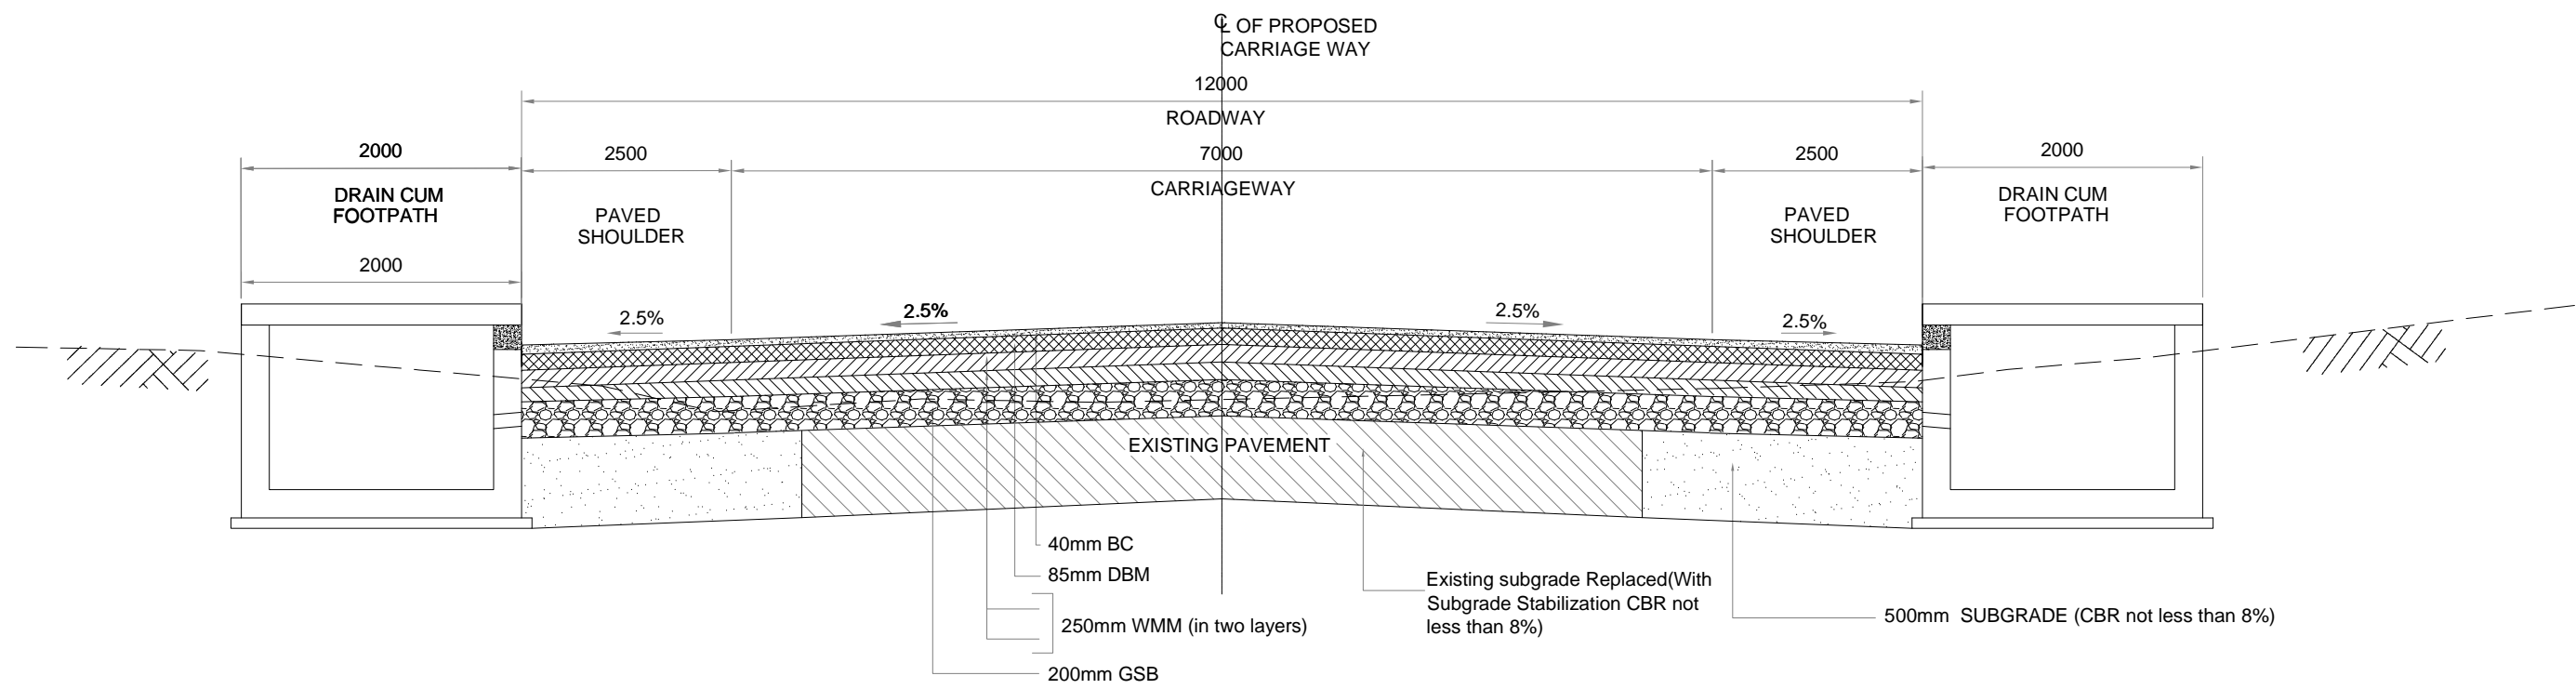 ℄ OF PROPOSED
CARRIAGE WAY
12000
ROADWAY
2000
2500
7000
2500
2000
CARRIAGEWAY
DRAIN CUM
FOOTPATH
PAVED
SHOULDER
PAVED
SHOULDER
DRAIN CUM
FOOTPATH
2000
2.5%
2.5%
2.5%
2.5%
EXISTING PAVEMENT
40mm BC
85mm DBM
250mm WMM (in two layers)
200mm GSB
Existing subgrade Replaced(With
Subgrade Stabilization CBR not
less than 8%)
500mm SUBGRADE (CBR not less than 8%)